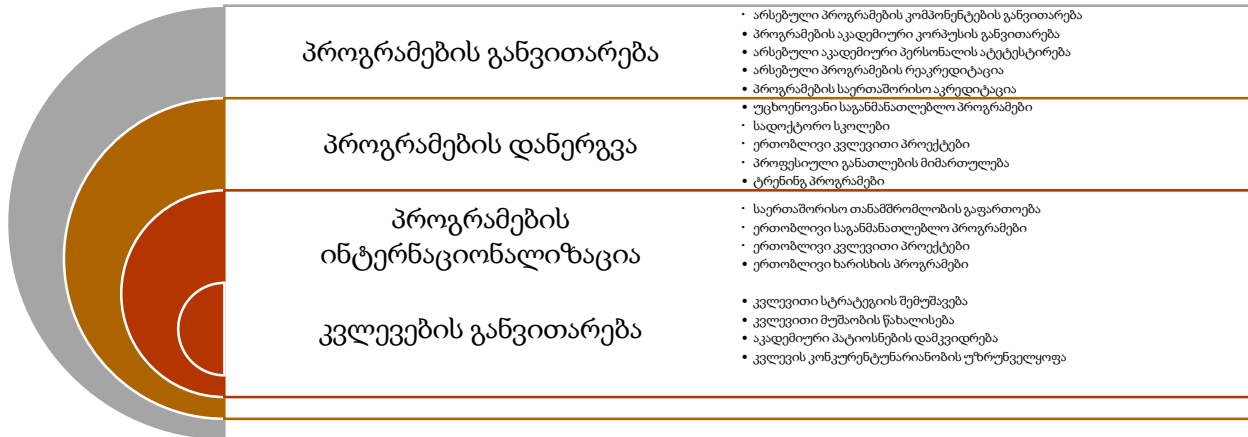 პროგრამების განვითარება
· არსებული პროგრამების კომპონენტების განვითარება
• პროგრამების აკადემიური კორპუსის განვითარება
• არსებული აკადემიური პერსონალის ატეტესტირება
• არსებული პროგრამების რეაკრედიტაცია
• პროგრამების საერთაშორისო აკრედიტაცია
პროგრამების დანერგვა
• უცხოენოვანი საგანმანათლებლო პროგრამები
· სადოქტორო სკოლები
· ერთობლივი კვლევითი პროექტები
· პროფესიული განათლების მიმართულება
• ტრენინგ პროგრამები
პროგრამების
ინტერნაციონალიზაცია
· საერთაშორისო თანამშრომლობის გაფართოება
· ერთობლივი საგანმანათლებლო პროგრამები
· ერთობლივი კვლევითი პროექტები
• ერთობლივი ხარისხის პროგრამები
კვლევების განვითარება
• კვლევითი სტრატეგიის შემუშავება
• კვლევითი მუშაობის წახალისება
• აკადემიური პატიოსნების დამკვიდრება
• კვლევის კონკურენტუნარიანობის უზრუნველყოფა